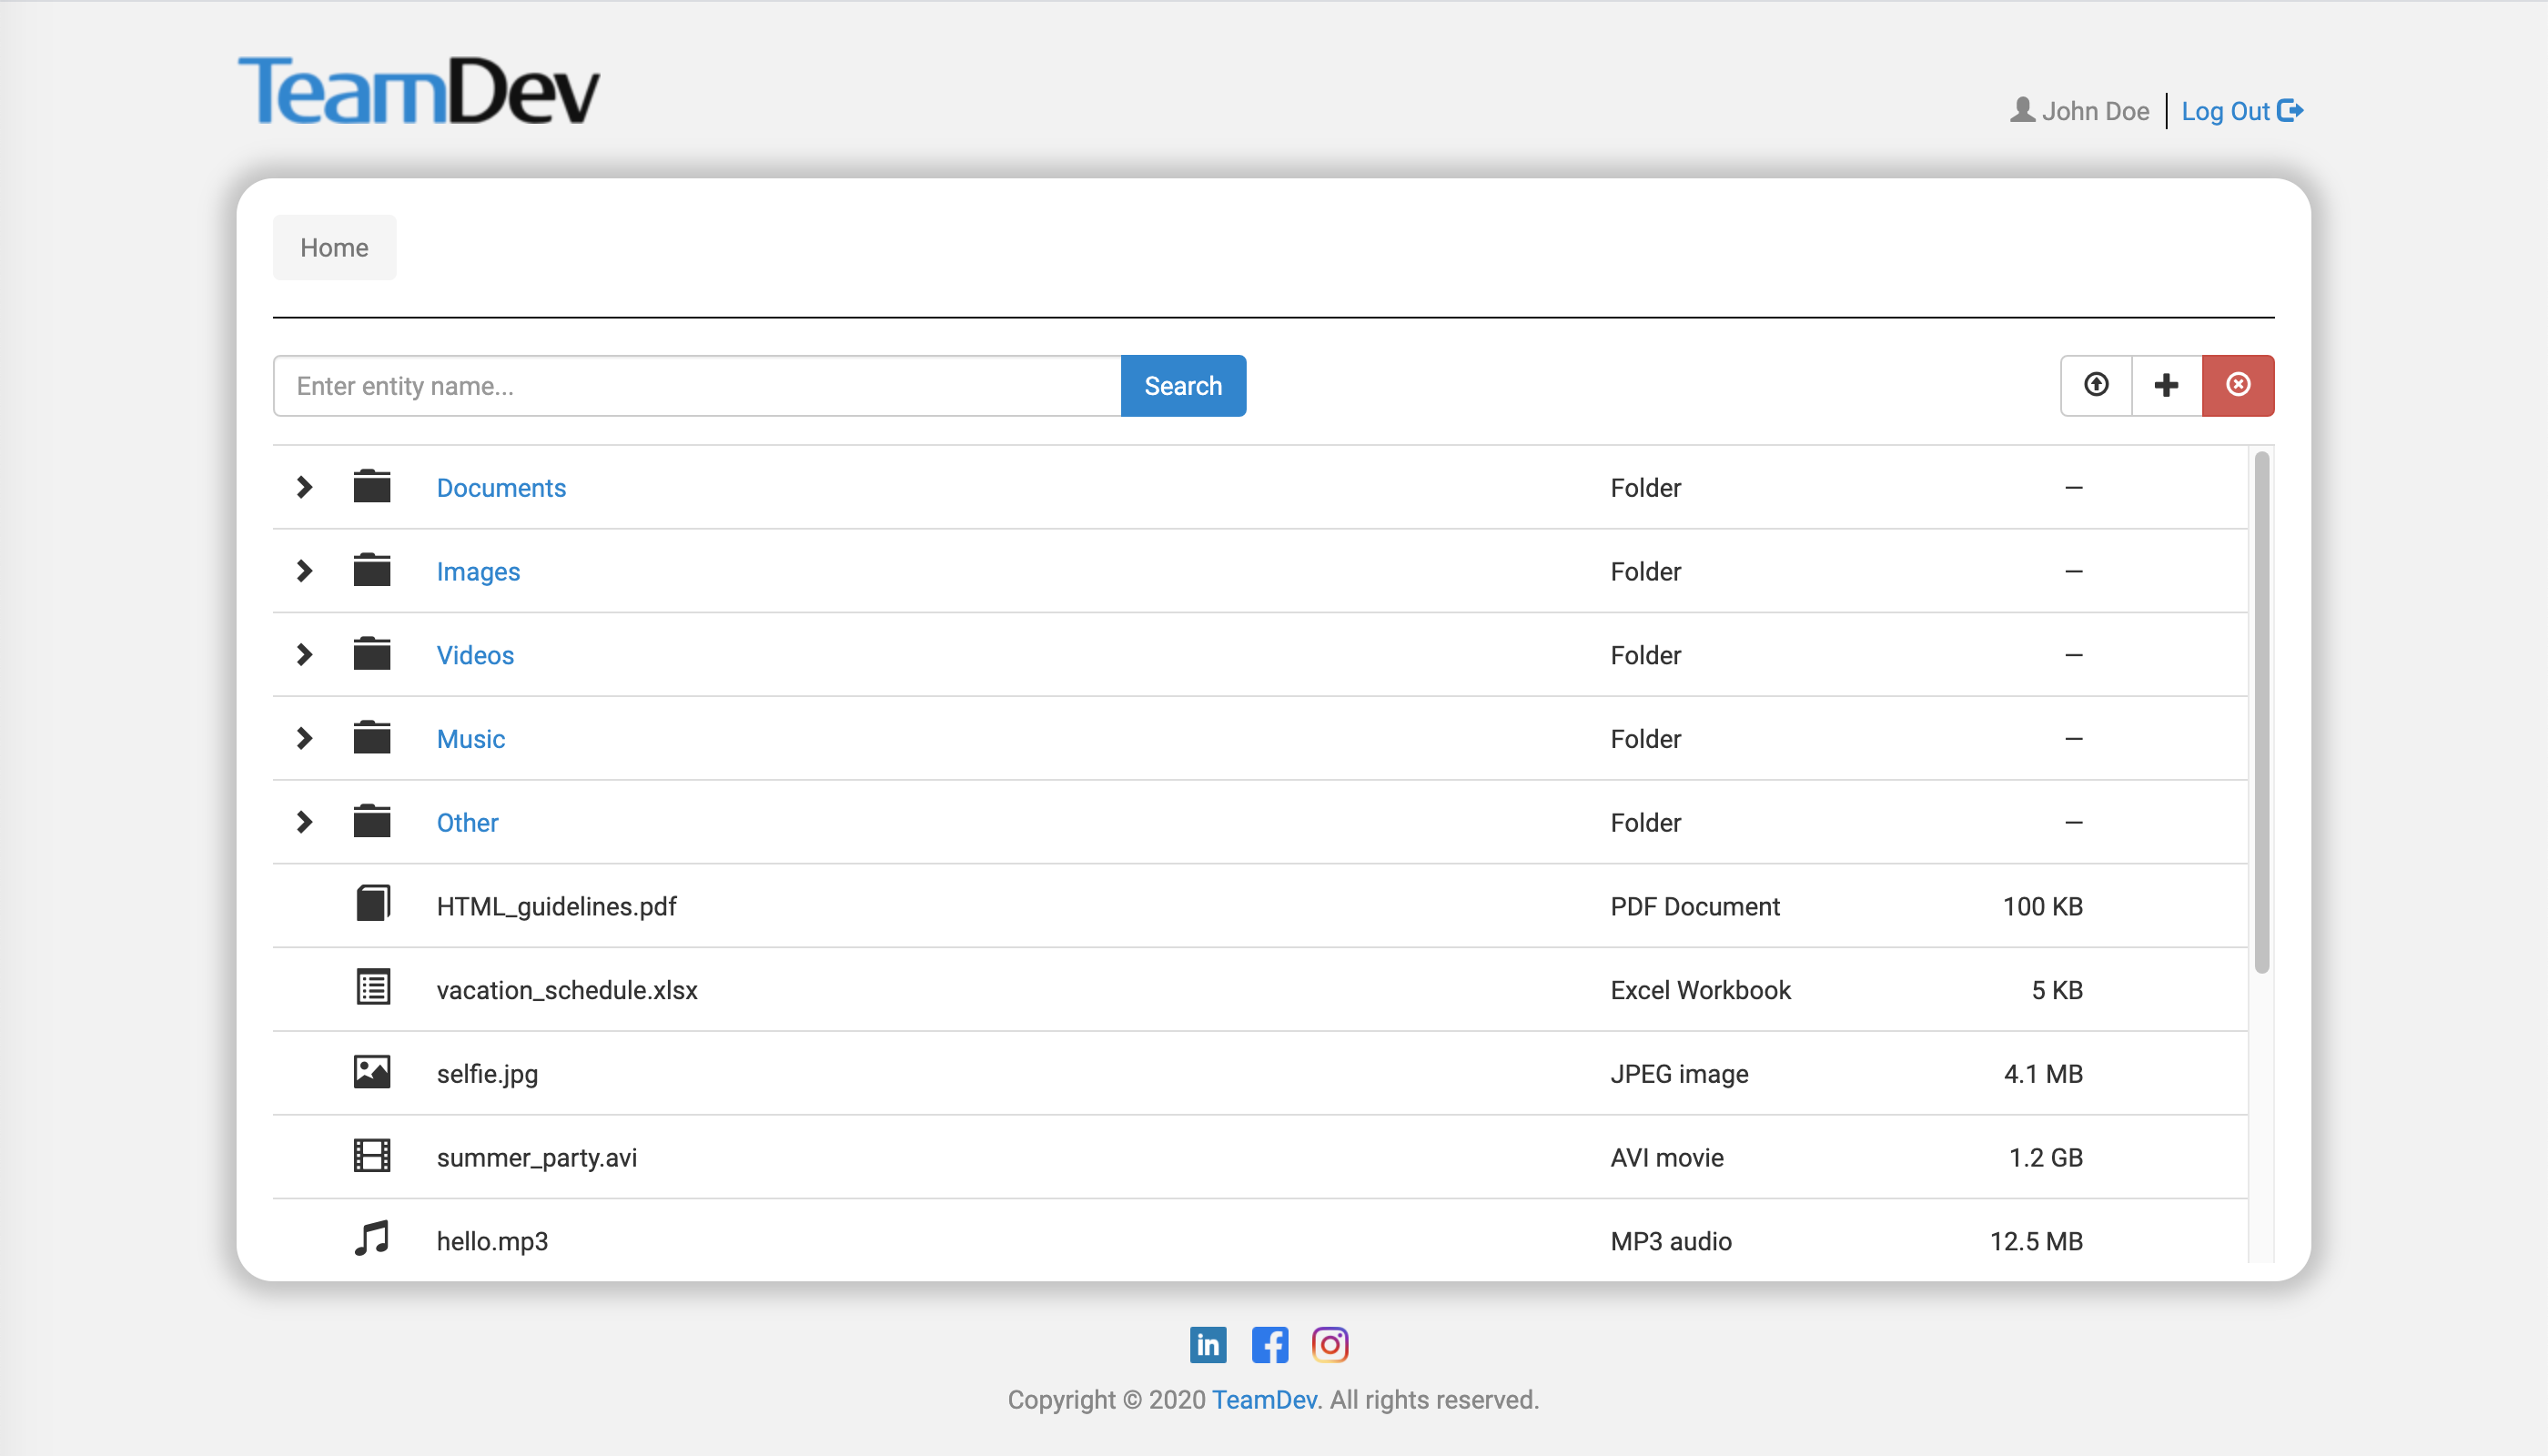 TeamDev
John Doe | Log Out
Home
Enter entity name... Search
Documents Folder —
Images Folder —
Videos Folder —
Music Folder —
Other Folder —
HTML_guidelines.pdf PDF Document 100 KB
vacation_schedule.xlsx Excel Workbook 5 KB
selfie.jpg JPEG image 4.1 MB
summer_party.avi AVI movie 1.2 GB
hello.mp3 MP3 audio 12.5 MB
in f
Copyright © 2020 TeamDev. All rights reserved.